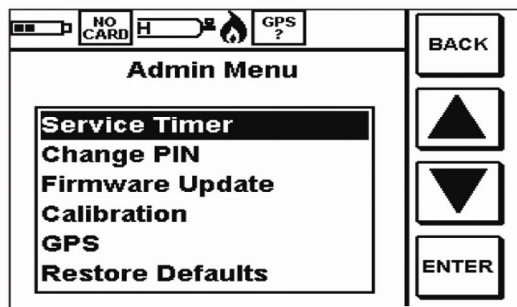 NO
CARD
H
GPS
?
BACK
Admin Menu
Service Timer
Change PIN
Firmware Update
Calibration
GPS
Restore Defaults
ENTER